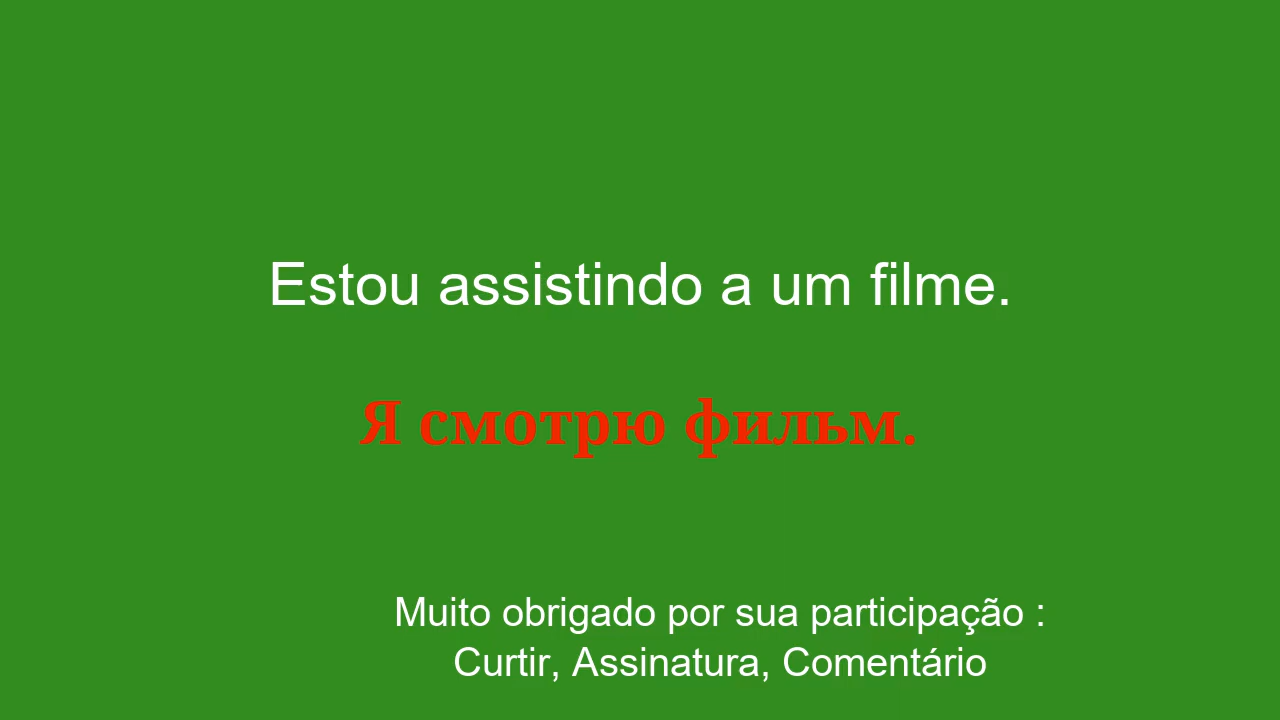 Estou assistindo a um filme.
Я смотрю фильм.
Muito obrigado por sua participação :
Curtir, Assinatura, Comentário